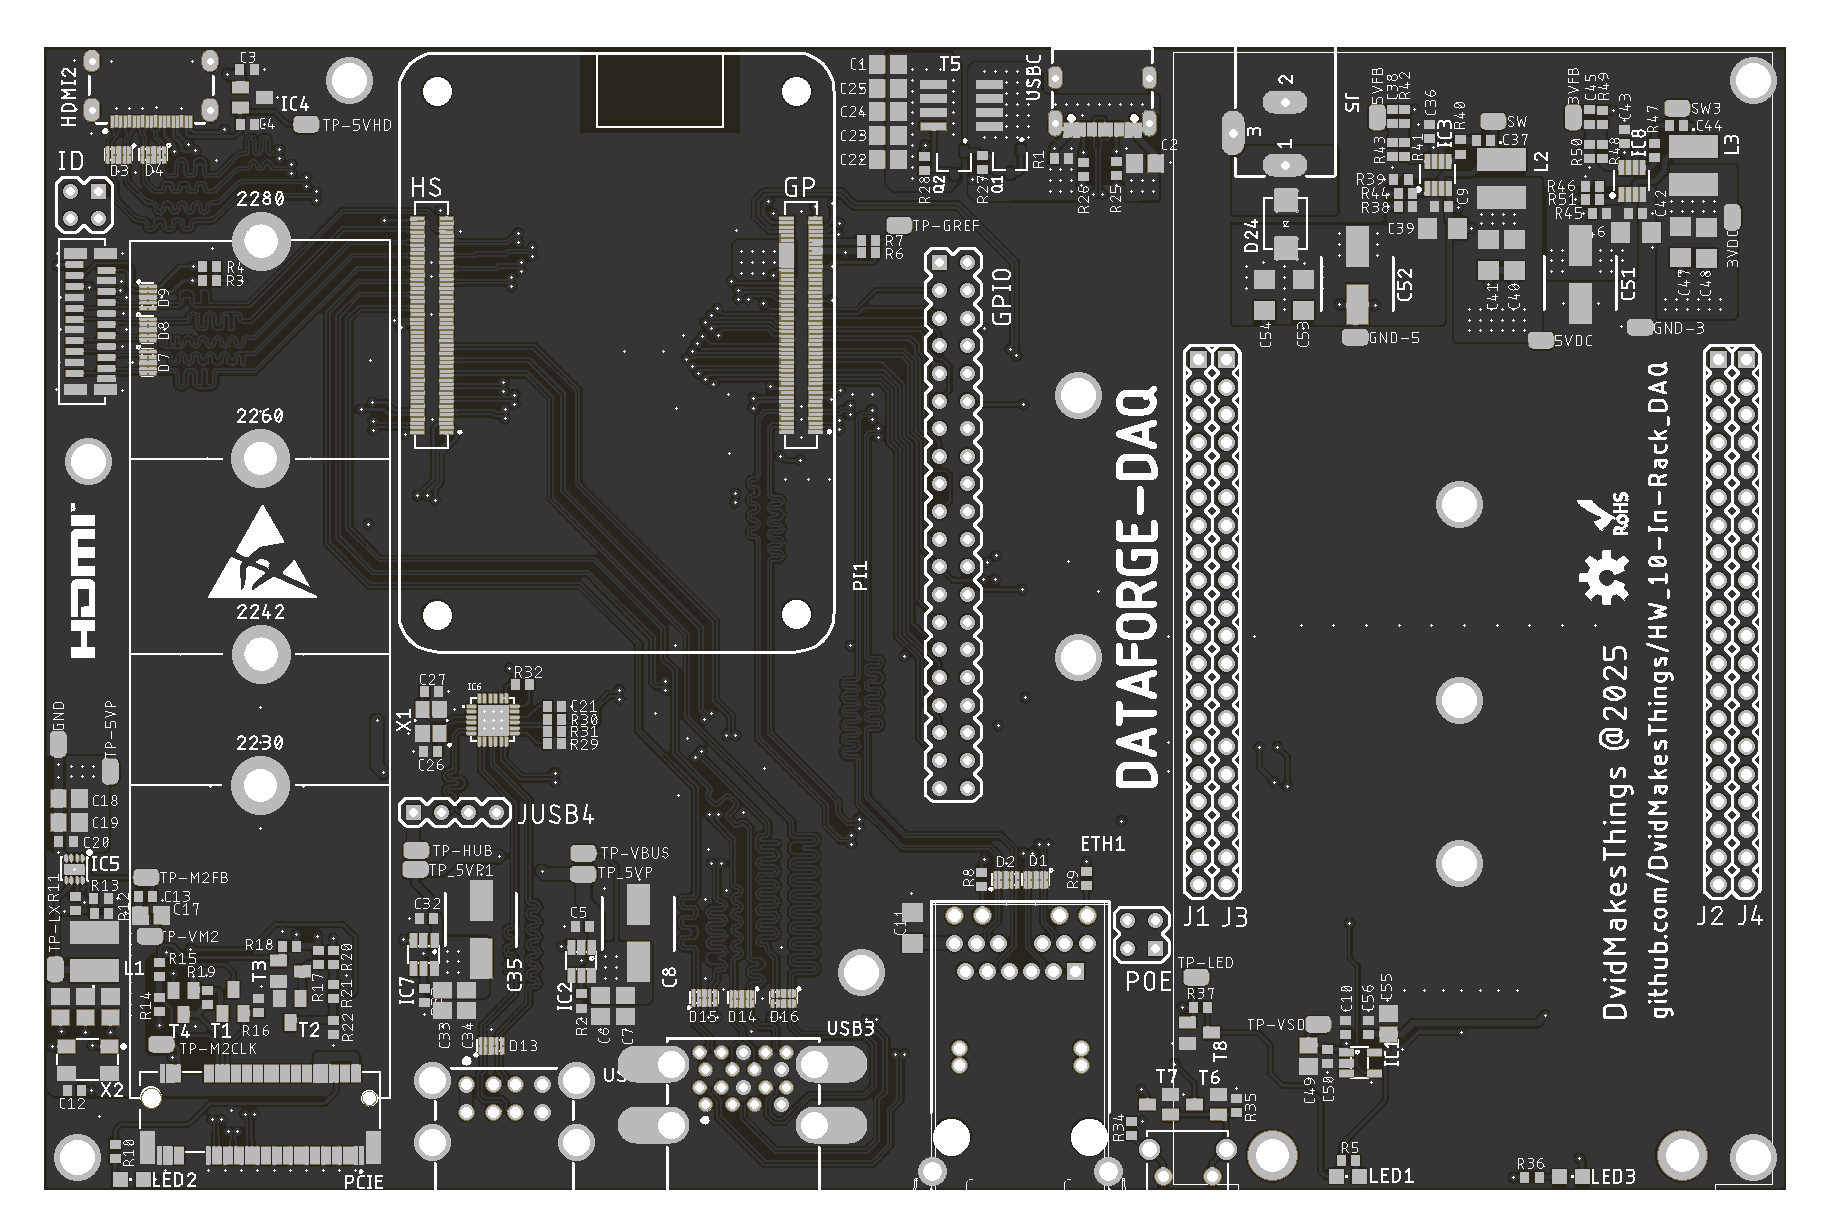 HDMI2
C3
IC4
C4
TP-5VHD
D3
D4
ID
2280
R4
R3
D9
D8
D7
2260
HDMI
2242
2230
HS
GP
C1
C25
C24
C23
C22
T5
USBC
R28
Q2
R27
Q1
R1
R26
R25
C2
TP-GREF
R7
R6
GPIO
PI1
J5
1
2
3
D24
C54
C53
C52
GND-5
5VFB
C38
R42
C36
R43
R41
IC3
R40
SW
C37
L2
R39
R44
R38
C9
C39
C41
C40
5VDC
3VFB
C45
R49
C43
R50
R48
IC8
R47
SW3
C44
L3
R46
R51
R45
C42
C51
C47
C48
3VDC
GND-3
DATAFORGE-DAQ
RoHS
DvidMakesThings @2025
github.com/DvidMakesThings/HW_10-In-Rack_DAQ
J1
J3
J2
J4
GND
TP-5VP
C18
C19
C20
IC5
TP-M2FB
R11
R13
R12
C13
C17
TP-LX
TP-VM2
L1
R15
R19
R14
T4
T1
R18
T3
R17
R16
T2
R20
R21
R22
TP-M2CLK
X2
C12
R10
LED2
PCIE
C27
X1
C26
IC6
R32
C21
R30
R31
R29
JUSB4
TP-HUB
TP_5VP1
C32
IC7
C33
C34
C35
D13
TP-VBUS
TP_5VP
C5
IC2
R2
C6
C7
C8
D15
D14
D16
USB3
ETH1
R8
D2
D1
R9
C11
POE
TP-LED
R37
T8
T7
T6
R34
R35
TP-VSD
C10
C56
C55
IC1
C49
C50
R5
LED1
R36
LED3